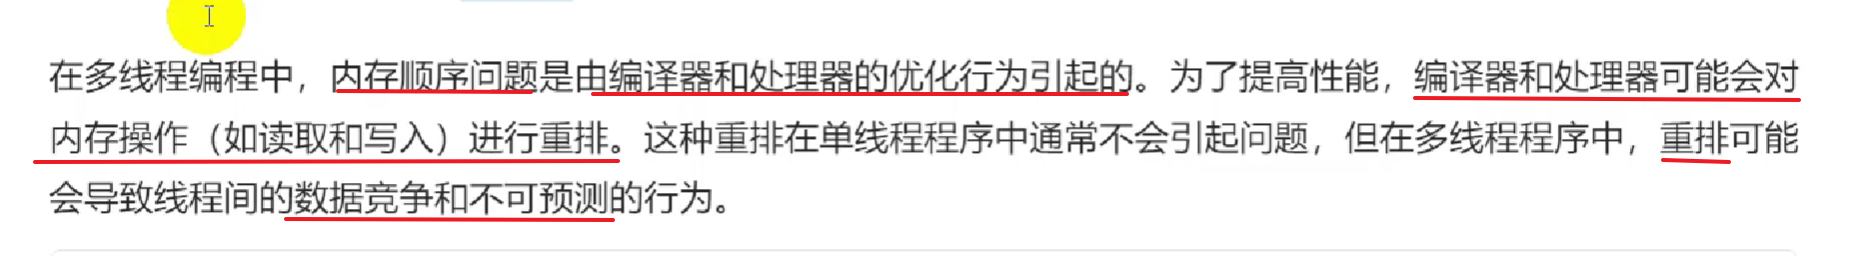 在多线程编程中，内存顺序问题是由编译器和处理器的优化行为引起的。为了提高性能，编译器和处理器可能会对
内存操作（如读取和写入）进行重排。这种重排在单线程程序中通常不会引起问题，但在多线程程序中，重排可能
会导致线程间的数据竞争和不可预测的行为。